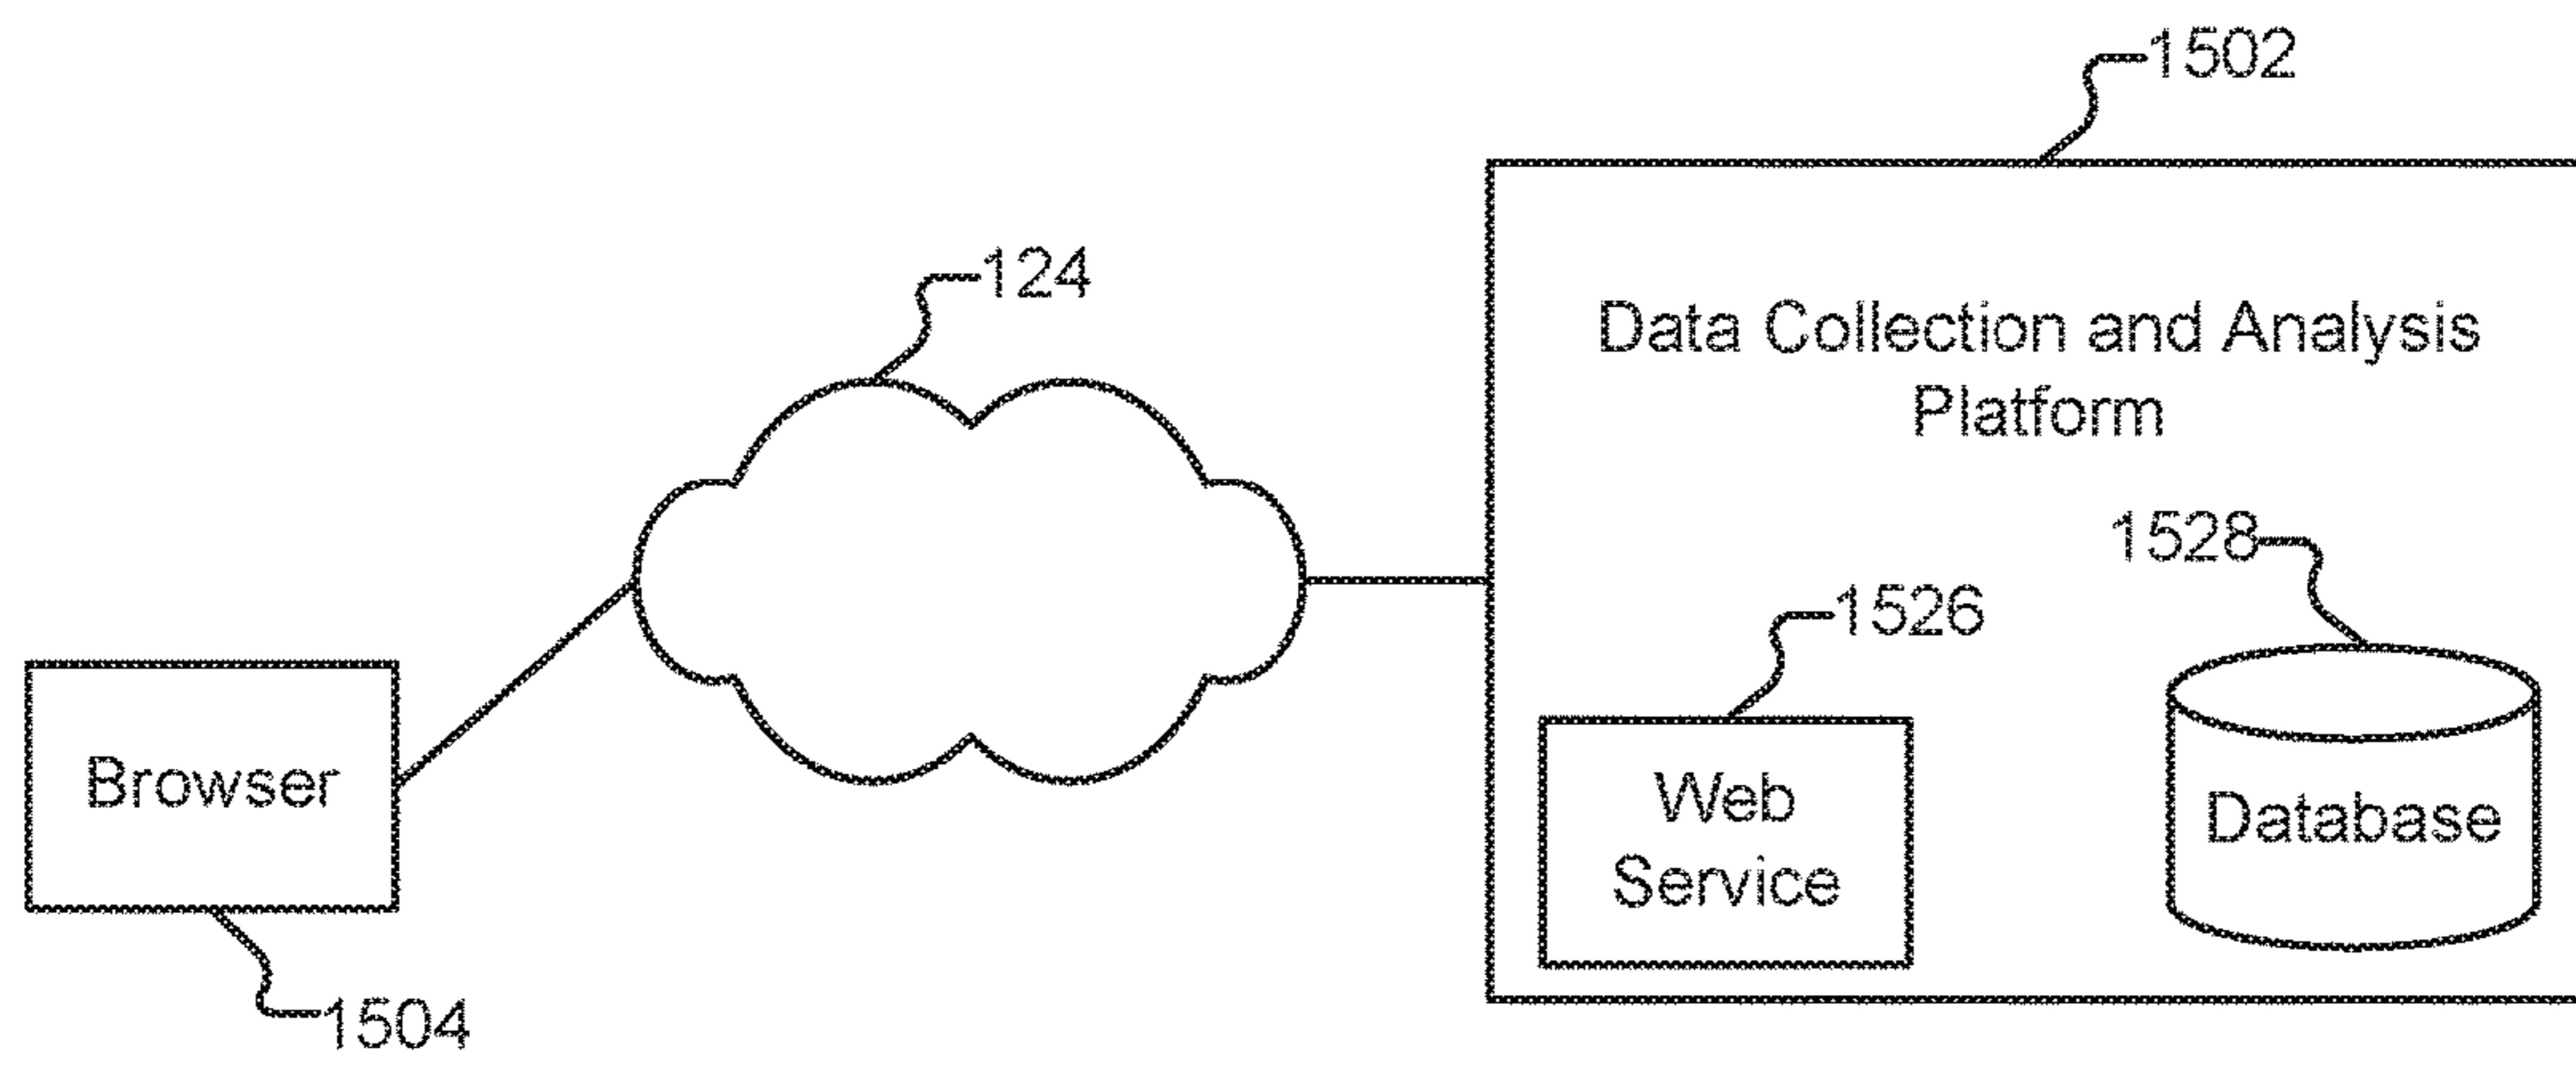 1502
124
Data Collection and Analysis
Platform
1528
1526
Browser
Web
Service
Database
1504